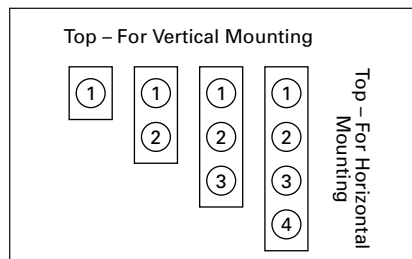 Top – For Vertical Mounting
1 1 1 1
2 2 2
3 3
4
Top – For Horizontal
Mounting